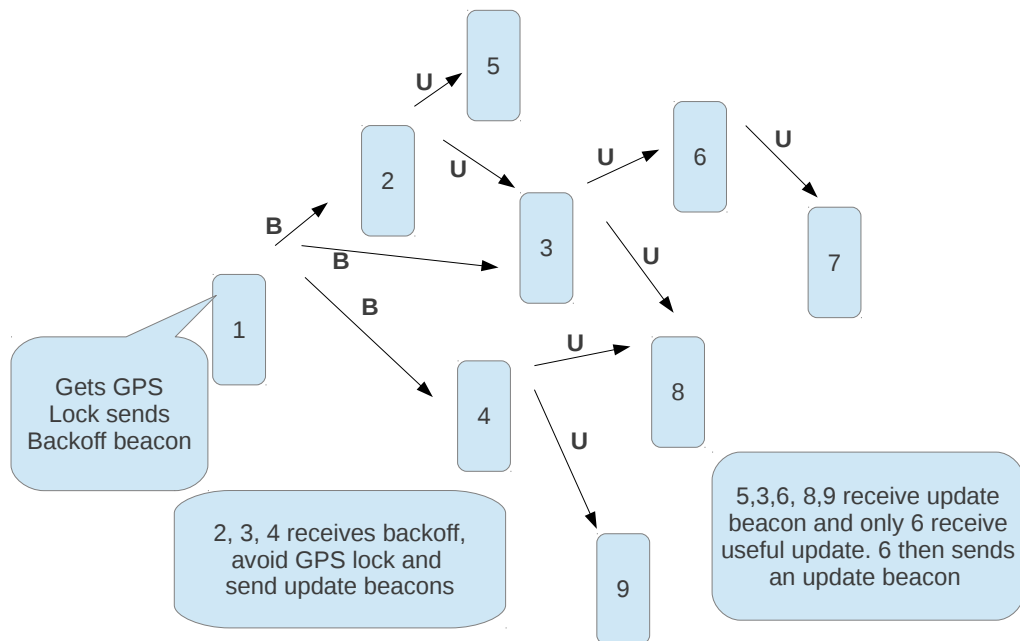 5
U
2
U
U
6
U
B
3
B
7
U
1
B
Gets GPS
Lock sends
Backoff beacon
U
8
4
U
5,3,6, 8,9 receive update
beacon and only 6 receive
useful update. 6 then sends
an update beacon
2, 3, 4 receives backoff,
avoid GPS lock and
send update beacons
9